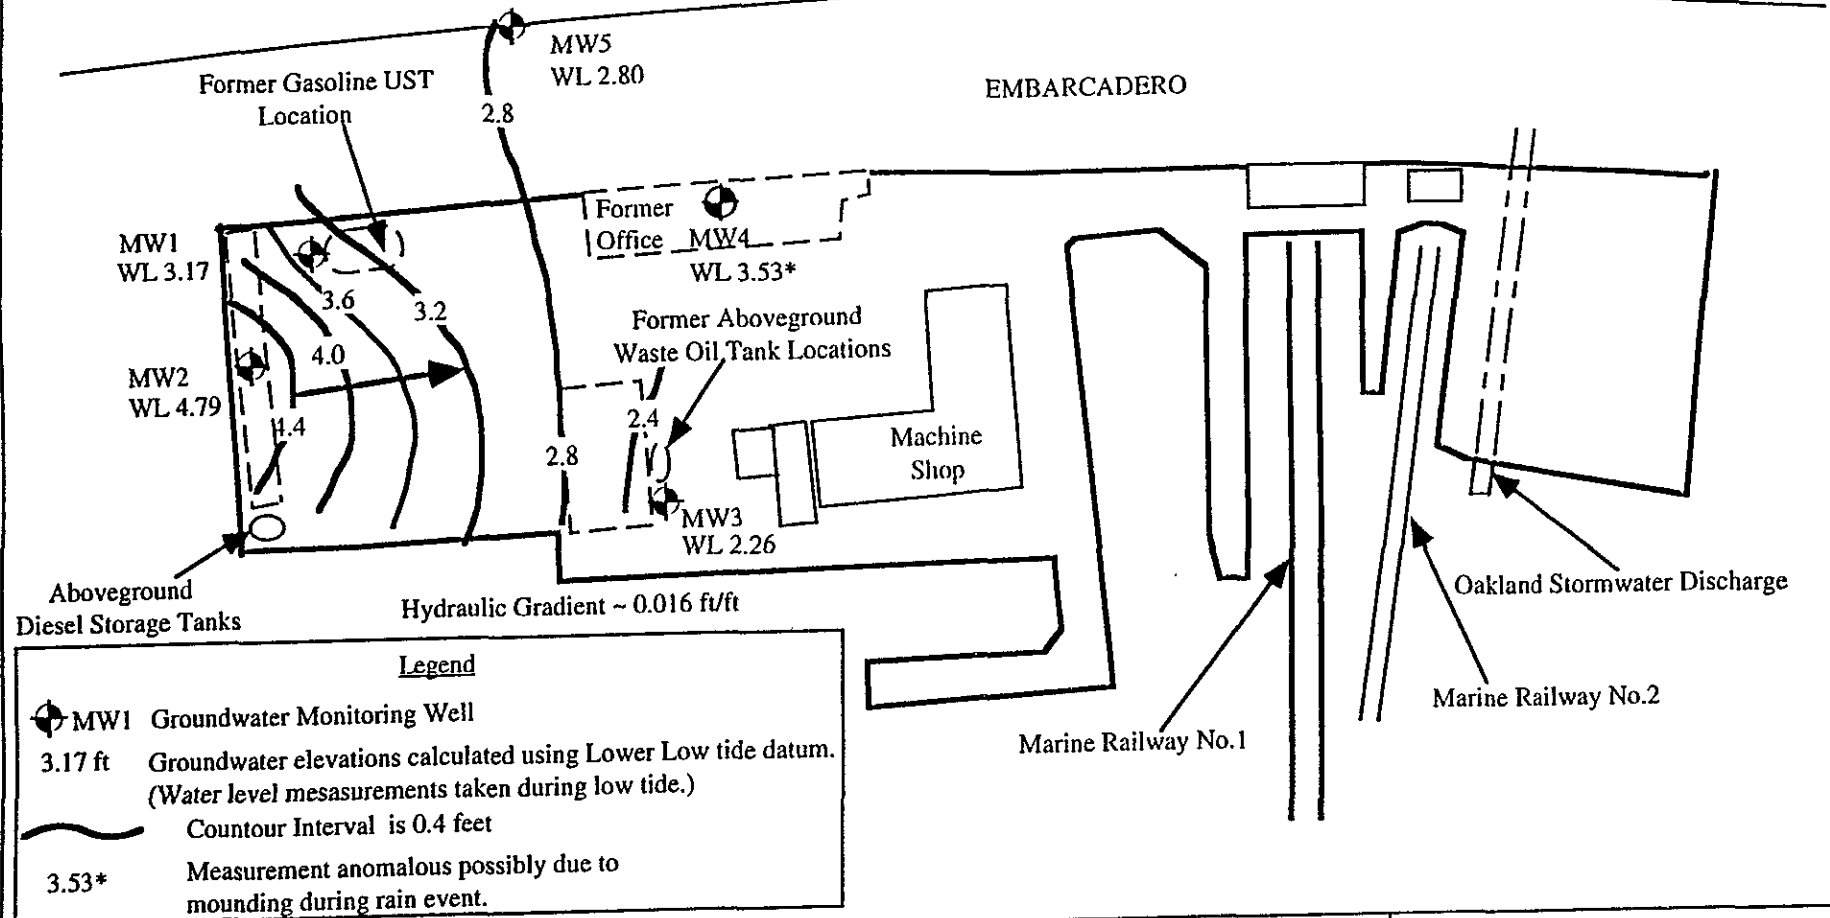 MW5
WL 2.80
EMBARCADERO
Former Gasoline UST
Location
2.8
Former
Office MW4
WL 3.53*
MW1
WL 3.17
3.6
3.2
4.0
Former Aboveground
Waste Oil Tank Locations
MW2
WL 4.79
4.4
2.4
2.8
Machine
Shop
MW3
WL 2.26
Aboveground
Diesel Storage Tanks
Hydraulic Gradient ~ 0.016 ft/ft
Oakland Stormwater Discharge
Marine Railway No.2
Marine Railway No.1
Legend
MW1 Groundwater Monitoring Well
3.17 ft Groundwater elevations calculated using Lower Low tide datum.
(Water level mesasurements taken during low tide.)
Countour Interval is 0.4 feet
3.53* Measurement anomalous possibly due to
mounding during rain event.